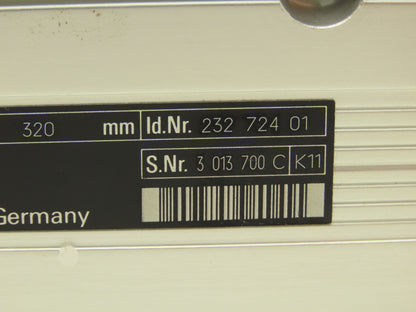 320 mm Id.Nr. 232 724 01
S.Nr. 3 013 700 C K11
Germany